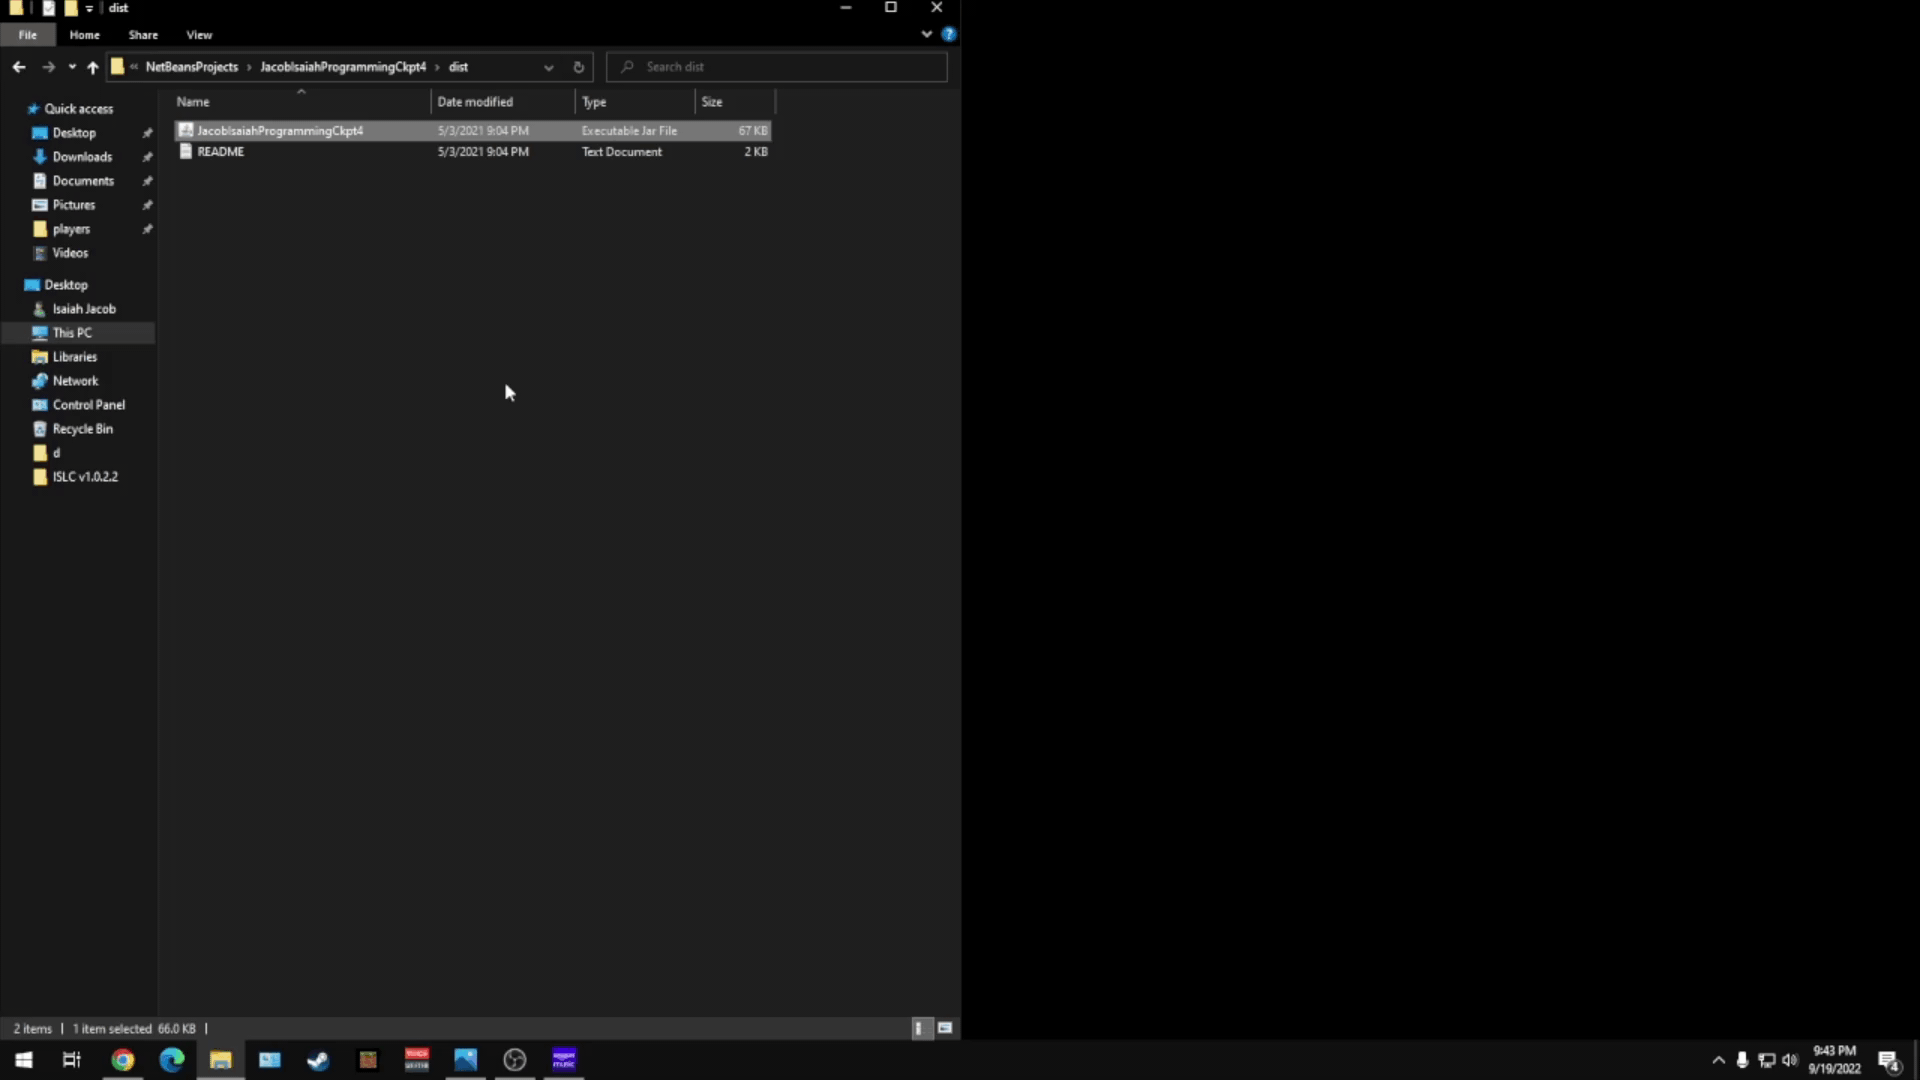 dist
File Home Share View
« NetBeansProjects › JacobIsaiahProgrammingCkpt4 › dist
Search dist
Name Date modified Type Size
JacobIsaiahProgrammingCkpt4 5/3/2021 9:04 PM Executable Jar File 67 KB
README 5/3/2021 9:04 PM Text Document 2 KB
Quick access
Desktop
Downloads
Documents
Pictures
players
Videos
Desktop
Isaiah Jacob
This PC
Libraries
Network
Control Panel
Recycle Bin
d
ISLC v1.0.2.2
2 items | 1 item selected 66.0 KB |
amazon music
9:43 PM
9/19/2022
4